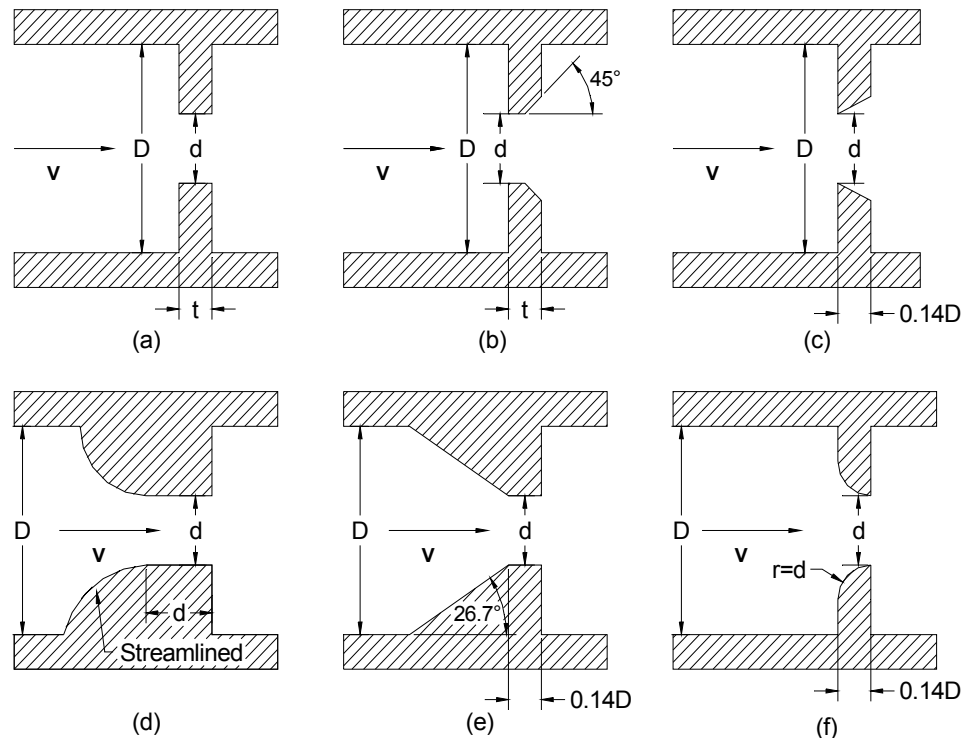 D
d
v
t
(a)
45°
D
d
v
t
(b)
D
d
v
0.14D
(c)
D
d
v
d
Streamlined
(d)
D
d
v
26.7°
0.14D
(e)
D
d
v
r=d
0.14D
(f)